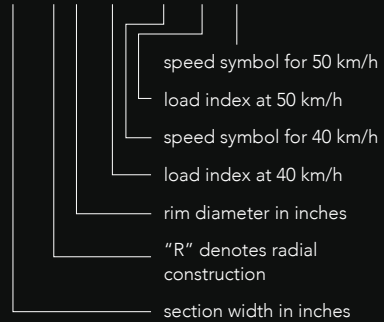 speed symbol for 50 km/h
load index at 50 km/h
speed symbol for 40 km/h
load index at 40 km/h
rim diameter in inches
“R” denotes radial
construction
section width in inches